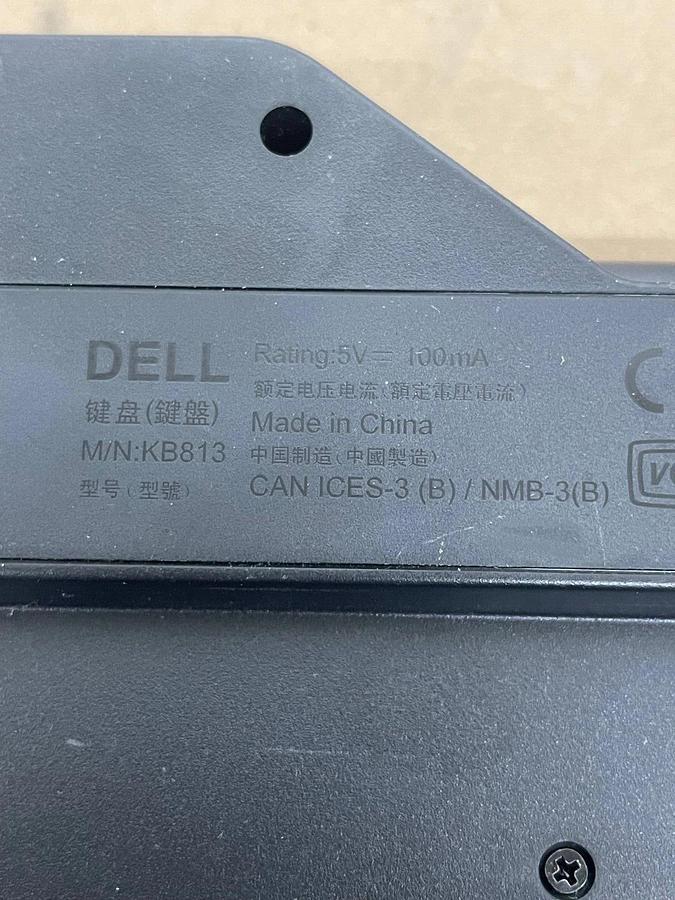 DELL
键盘(鍵盤)
M/N:KB813
型号(型號)
Rating:5V⎓ 100mA
额定电压电流(額定電壓電流)
Made in China
中国制造(中國製造)
CAN ICES-3 (B) / NMB-3(B)